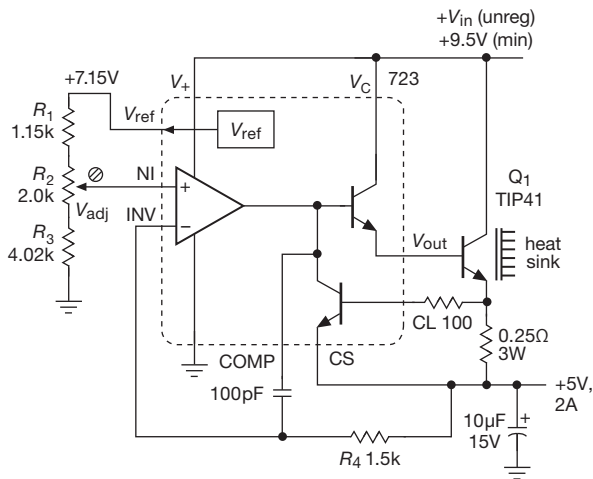 +Vin (unreg)
+9.5V (min)
+7.15V
V+
VC
723
R1
1.15k
Vref
Vref
R2
2.0k
NI
+
Vadj
INV
−
R3
4.02k
Q1
TIP41
Vout
heat
sink
CL 100
0.25Ω
3W
COMP
CS
100pF
+5V,
2A
10µF
15V
+
R4 1.5k